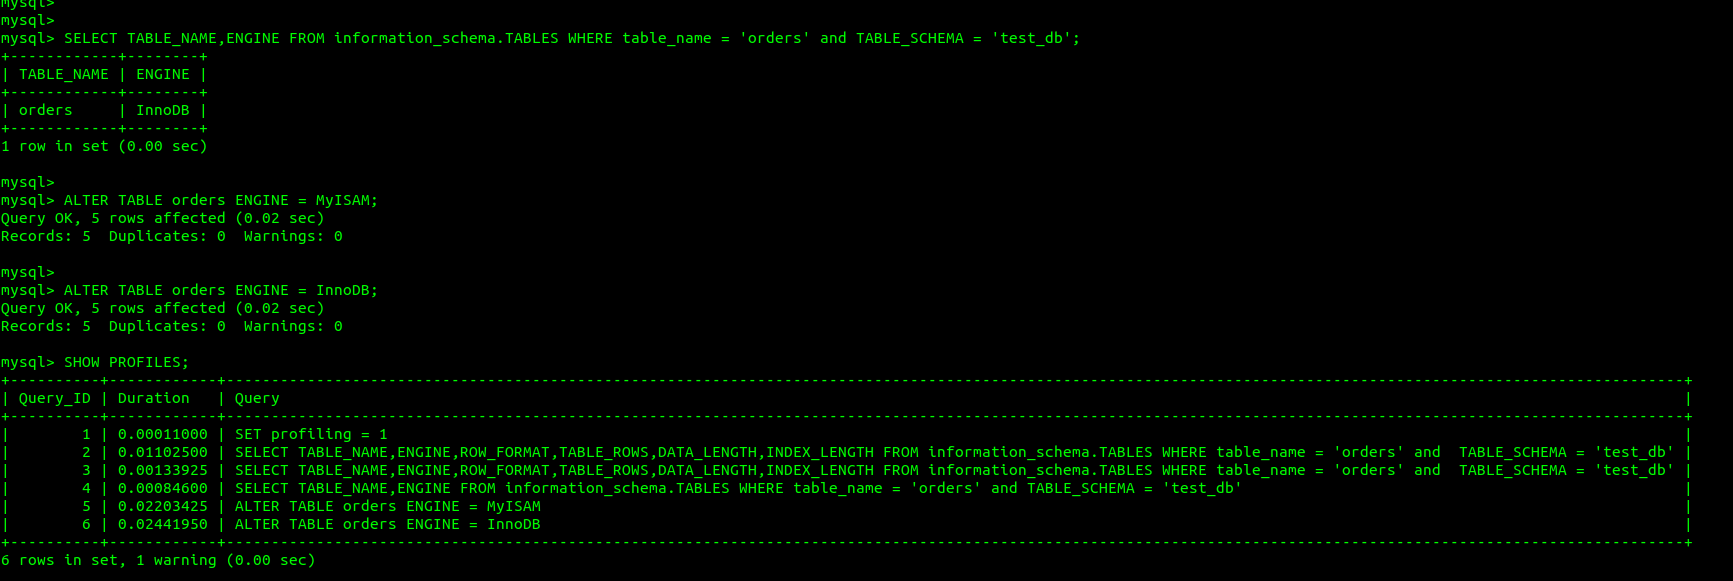 mysql>
mysql>
mysql> SELECT TABLE_NAME,ENGINE FROM information_schema.TABLES WHERE table_name = 'orders' and TABLE_SCHEMA = 'test_db';
+------------+--------+
| TABLE_NAME | ENGINE |
+------------+--------+
| orders     | InnoDB |
+------------+--------+
1 row in set (0.00 sec)
mysql>
mysql> ALTER TABLE orders ENGINE = MyISAM;
Query OK, 5 rows affected (0.02 sec)
Records: 5  Duplicates: 0  Warnings: 0
mysql>
mysql> ALTER TABLE orders ENGINE = InnoDB;
Query OK, 5 rows affected (0.02 sec)
Records: 5  Duplicates: 0  Warnings: 0
mysql> SHOW PROFILES;
+----------+------------+------------------------------------------------------------------------------------------------------------------------------------------------------------------+
| Query_ID | Duration   | Query                                                                                                                                                            |
+----------+------------+------------------------------------------------------------------------------------------------------------------------------------------------------------------+
|        1 | 0.00011000 | SET profiling = 1                                                                                                                                                |
|        2 | 0.01102500 | SELECT TABLE_NAME,ENGINE,ROW_FORMAT,TABLE_ROWS,DATA_LENGTH,INDEX_LENGTH FROM information_schema.TABLES WHERE table_name = 'orders' and  TABLE_SCHEMA = 'test_db' |
|        3 | 0.00133925 | SELECT TABLE_NAME,ENGINE,ROW_FORMAT,TABLE_ROWS,DATA_LENGTH,INDEX_LENGTH FROM information_schema.TABLES WHERE table_name = 'orders' and  TABLE_SCHEMA = 'test_db' |
|        4 | 0.00084600 | SELECT TABLE_NAME,ENGINE FROM information_schema.TABLES WHERE table_name = 'orders' and TABLE_SCHEMA = 'test_db'                                                 |
|        5 | 0.02203425 | ALTER TABLE orders ENGINE = MyISAM                                                                                                                               |
|        6 | 0.02441950 | ALTER TABLE orders ENGINE = InnoDB                                                                                                                               |
+----------+------------+------------------------------------------------------------------------------------------------------------------------------------------------------------------+
6 rows in set, 1 warning (0.00 sec)